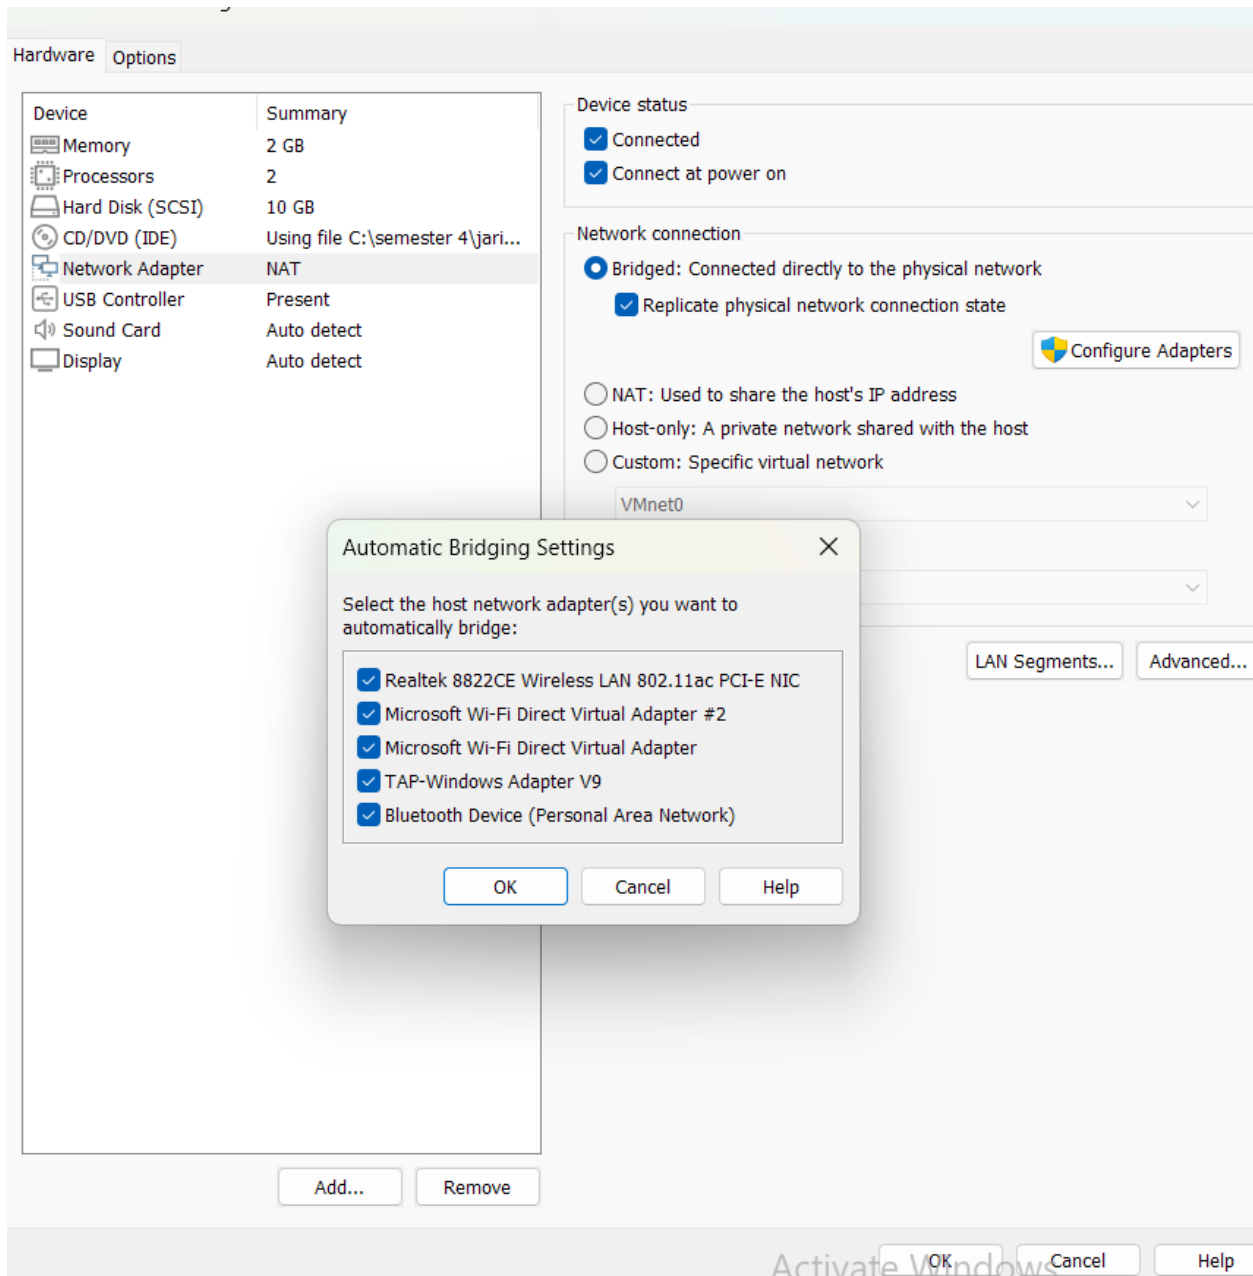 Hardware Options
Device Summary
Memory 2 GB
Processors 2
Hard Disk (SCSI) 10 GB
CD/DVD (IDE) Using file C:\semester 4\jari...
Network Adapter NAT
USB Controller Present
Sound Card Auto detect
Display Auto detect
Device status
Connected
Connect at power on
Network connection
Bridged: Connected directly to the physical network
Replicate physical network connection state
Configure Adapters
NAT: Used to share the host's IP address
Host-only: A private network shared with the host
Custom: Specific virtual network
VMnet0
LAN Segments... Advanced...
Automatic Bridging Settings
Select the host network adapter(s) you want to
automatically bridge:
Realtek 8822CE Wireless LAN 802.11ac PCI-E NIC
Microsoft Wi-Fi Direct Virtual Adapter #2
Microsoft Wi-Fi Direct Virtual Adapter
TAP-Windows Adapter V9
Bluetooth Device (Personal Area Network)
OK Cancel Help
Add... Remove
Activate Windows
OK Cancel Help